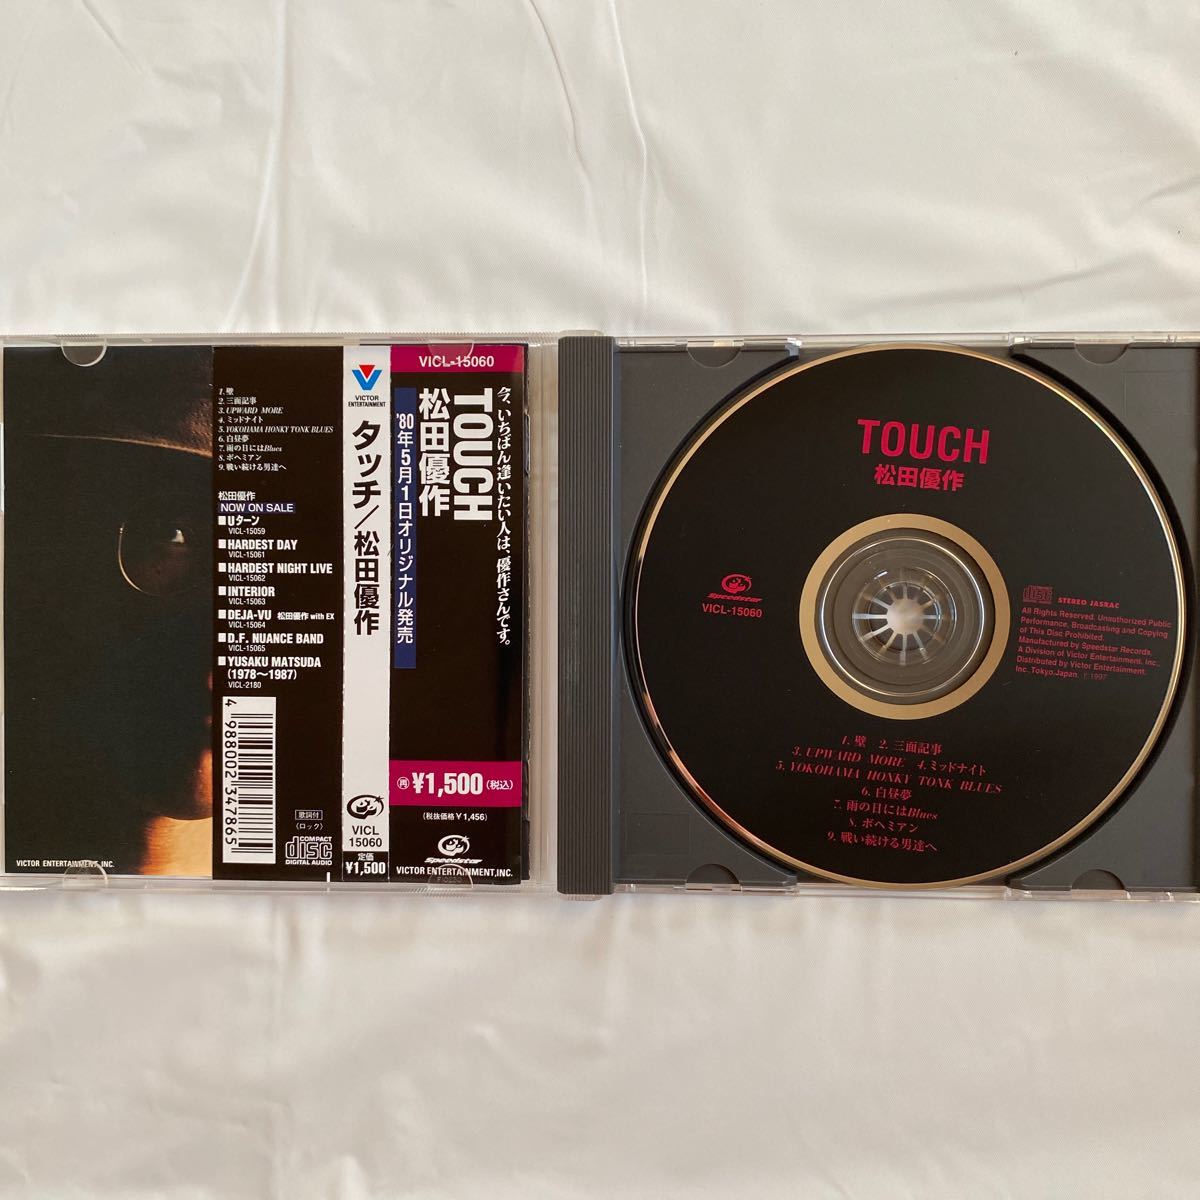 1. 壁
2. 三面記事
3. UPWARD MORE
4. ミッドナイト
5. YOKOHAMA HONKY TONK BLUES
6. 白昼夢
7. 雨の日にはBlues
8. ボヘミアン
9. 戦い続ける男達へ
松田優作
NOW ON SALE
■Uターン
VICL-15059
■HARDEST DAY
VICL-15061
■HARDEST NIGHT LIVE
VICL-15062
■INTERIOR
VICL-15063
■DEJA-VU 松田優作 with EX
VICL-15064
■D.F. NUANCE BAND
VICL-15065
■YUSAKU MATSUDA
(1978〜1987)
VICL-2180
4 988002 347865
歌詞付
(ロック)
COMPACT
disc
DIGITAL AUDIO
VICTOR ENTERTAINMENT, INC.
VICTOR
ENTERTAINMENT
タッチ/松田優作
VICL
15060
定価
¥1,500
VICL-15060
今、いちばん逢いたい人は、優作さんです。
TOUCH
松田優作
'80年5月1日オリジナル発売
¥1,500(税込)
(税抜価格¥1,456)
Speedstar
VICTOR ENTERTAINMENT, INC.
TOUCH
松田優作
Speedstar
VICL-15060
disc STEREO JASRAC
All Rights Reserved. Unauthorized Public
Performance, Broadcasting and Copying
of This Disc Prohibited.
Manufactured by Speedstar Records,
A Division of Victor Entertainment, Inc.,
Distributed by Victor Entertainment,
Inc.,Tokyo,Japan. ℗ 1997
1. 壁 2. 三面記事
3. UPWARD MORE 4. ミッドナイト
5. YOKOHAMA HONKY TONK BLUES
6. 白昼夢
7. 雨の日にはBlues
8. ボヘミアン
9. 戦い続ける男達へ